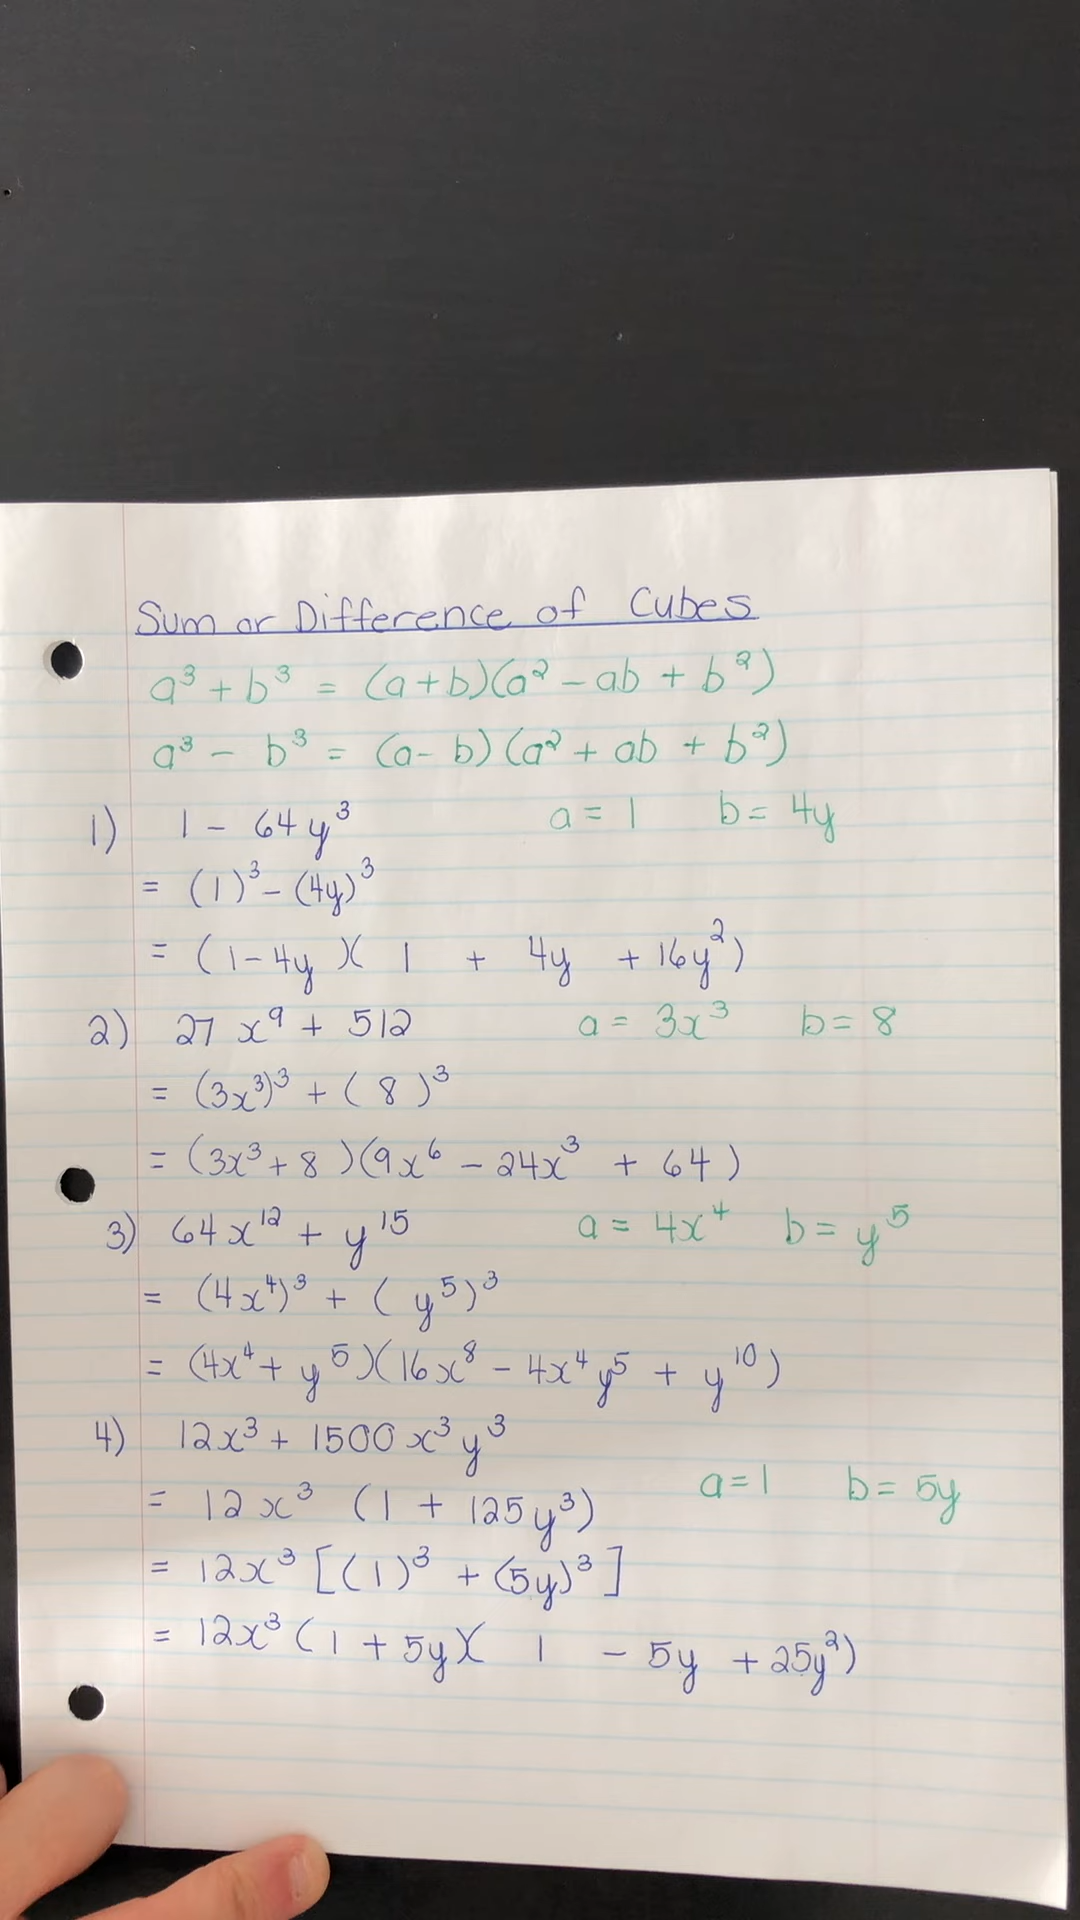 Sum or Difference of Cubes
a³ + b³ = (a+b)(a² - ab + b²)
a³ - b³ = (a-b)(a² + ab + b²)
1) 1 - 64y³ a = 1 b = 4y
= (1)³ - (4y)³
= (1-4y)(1 + 4y + 16y²)
2) 27x⁹ + 512 a = 3x³ b = 8
= (3x³)³ + (8)³
= (3x³+8)(9x⁶ - 24x³ + 64)
3) 64x¹² + y¹⁵ a = 4x⁴ b = y⁵
= (4x⁴)³ + (y⁵)³
= (4x⁴ + y⁵)(16x⁸ - 4x⁴y⁵ + y¹⁰)
4) 12x³ + 1500x³y³
= 12x³ (1 + 125y³) a=1 b = 5y
= 12x³ [(1)³ + (5y)³]
= 12x³ (1 + 5y)(1 - 5y + 25y²)